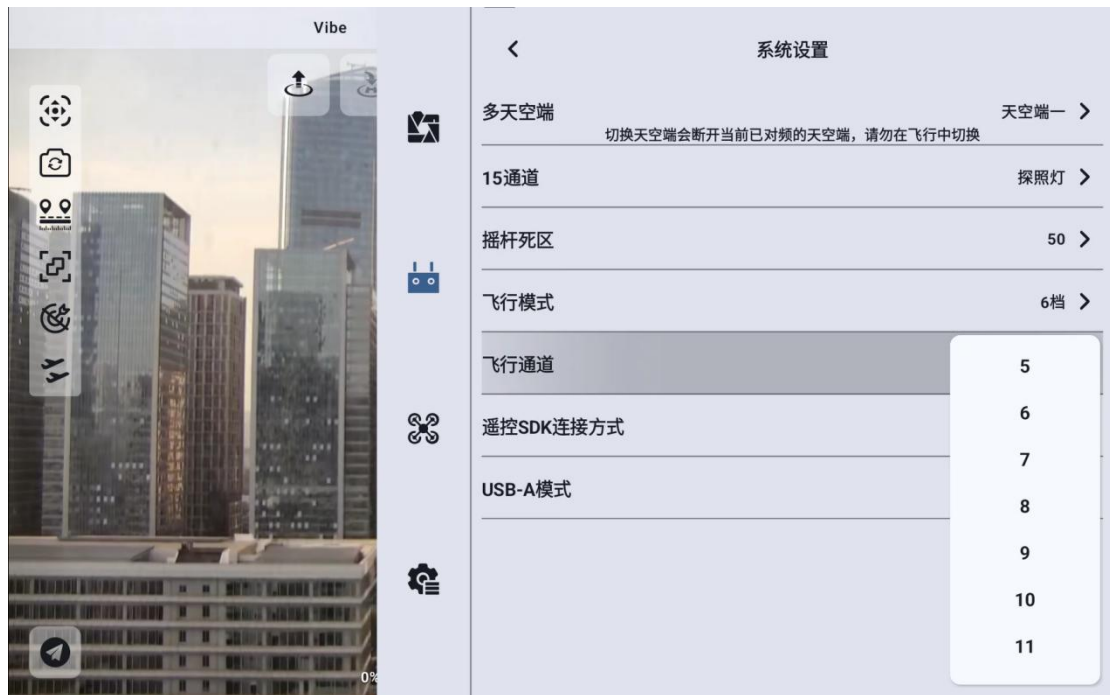 Vibe
系统设置
多天空端
天空端一
切换天空端会断开当前已对频的天空端，请勿在飞行中切换
15通道
探照灯
摇杆死区
50
飞行模式
6档
飞行通道
遥控SDK连接方式
USB-A模式
5
6
7
8
9
10
11
0%